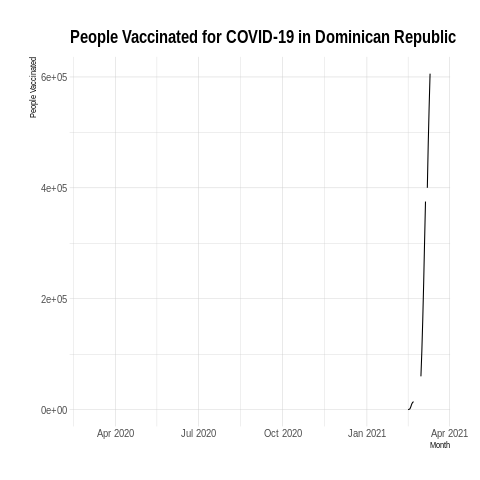 People Vaccinated for COVID-19 in Dominican Republic
People Vaccinated
6e+05
4e+05
2e+05
0e+00
Apr 2020
Jul 2020
Oct 2020
Jan 2021
Apr 2021
Month